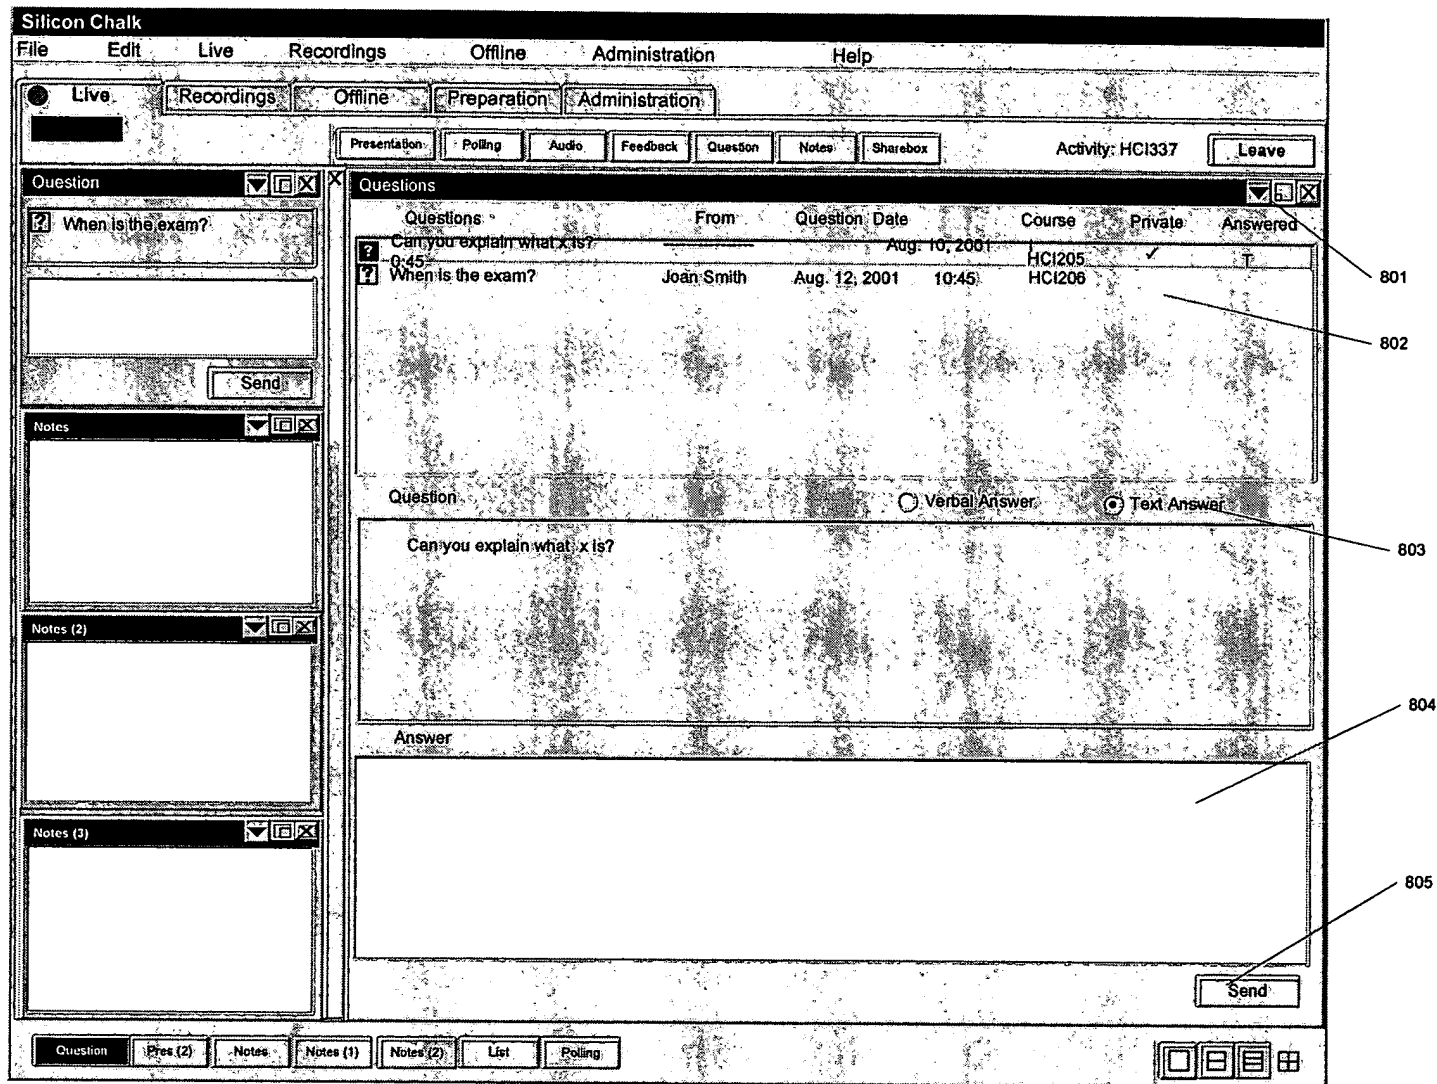 Silicon Chalk
File Edit Live Recordings Offline Administration Help
Live Recordings Offline Preparation Administration
Presentation Polling Audio Feedback Question Notes Sharebox Activity: HCI337 Leave
Question
When is the exam?
Send
Notes
Notes (2)
Notes (3)
Questions
Questions From Question Date Course Private Answered
? Can you explain what x is? Aug. 10, 2001
0:45 HCI205 ✓ T
? When is the exam? Joan Smith Aug. 12, 2001 10:45 HCI206
Question Verbal Answer Text Answer
Can you explain what x is?
Answer
Send
801
802
803
804
805
Question Pres (2) Notes Notes (1) Notes (2) List Polling